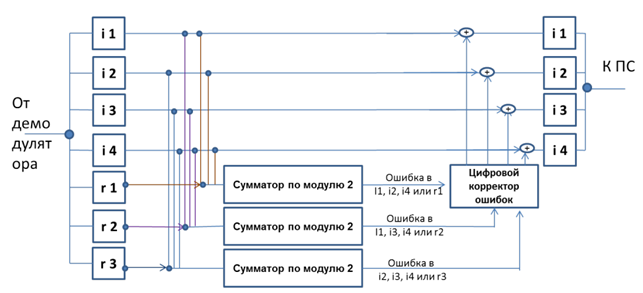 i 1
i 1
i 2
i 2
К ПС
От
демо
дулят
ора
i 3
i 3
i 4
i 4
r 1
Сумматор по модулю 2
Ошибка в
I1, i2, i4 или r1
Цифровой
корректор
ошибок
r 2
Сумматор по модулю 2
Ошибка в
I1, i3, i4 или r2
r 3
Сумматор по модулю 2
Ошибка в
i2, i3, i4 или r3